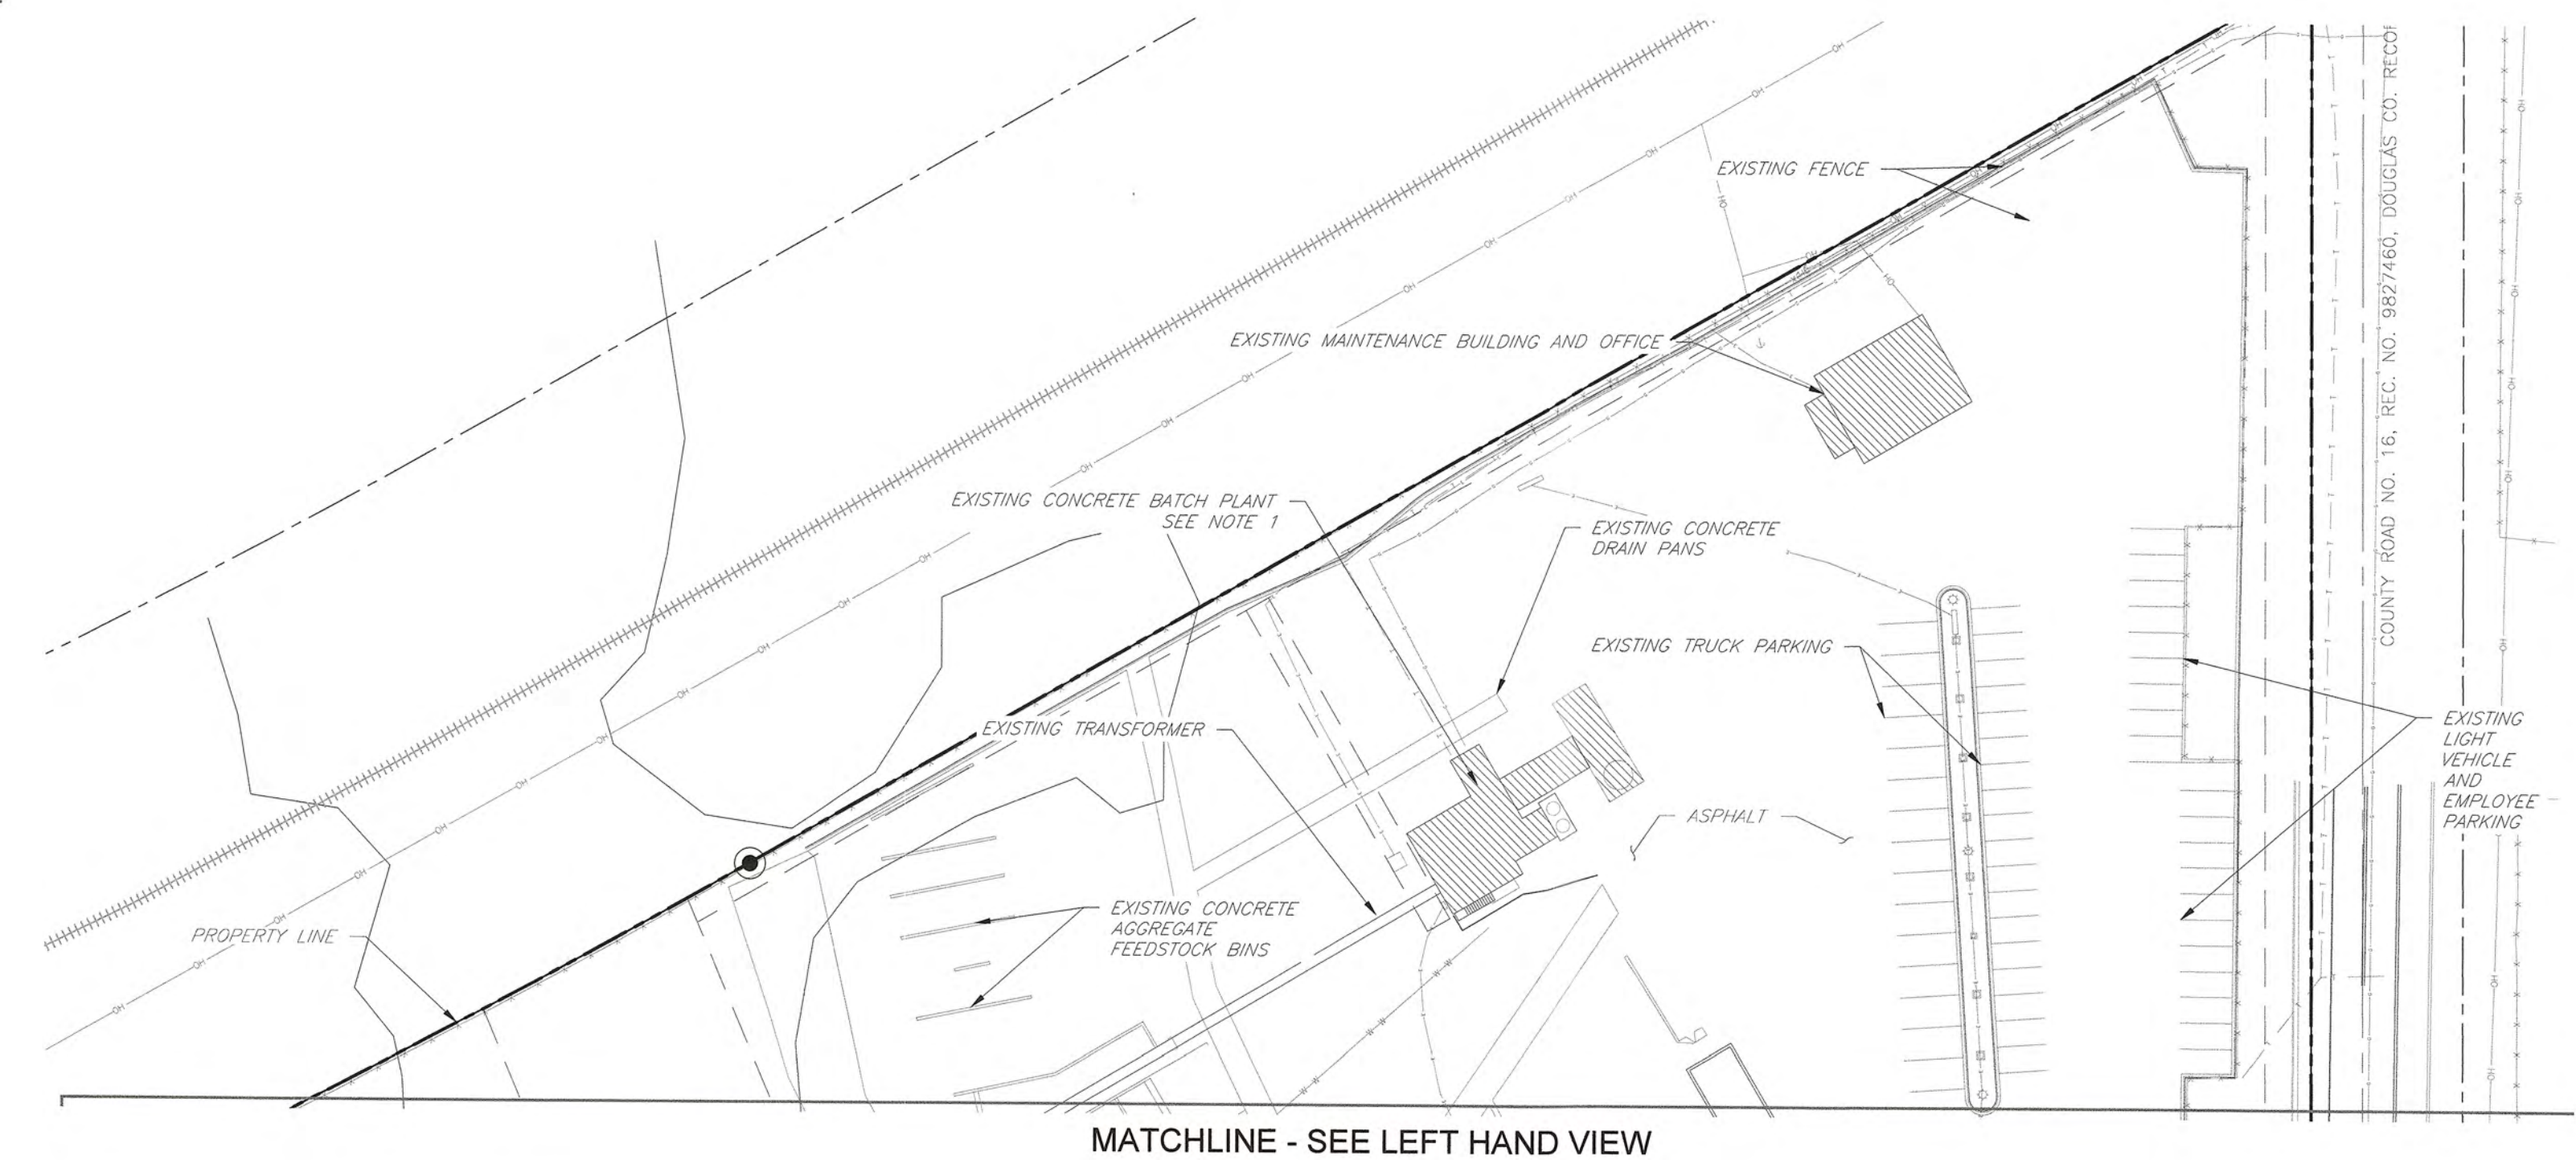 EXISTING FENCE
EXISTING MAINTENANCE BUILDING AND OFFICE
EXISTING CONCRETE BATCH PLANT
SEE NOTE 1
EXISTING CONCRETE
DRAIN PANS
EXISTING TRUCK PARKING
EXISTING TRANSFORMER
ASPHALT
EXISTING
LIGHT
VEHICLE
AND
EMPLOYEE
PARKING
EXISTING CONCRETE
AGGREGATE
FEEDSTOCK BINS
PROPERTY LINE
COUNTY ROAD NO. 16, REC. NO. 9827460, DOUGLAS CO. RECOR
MATCHLINE - SEE LEFT HAND VIEW